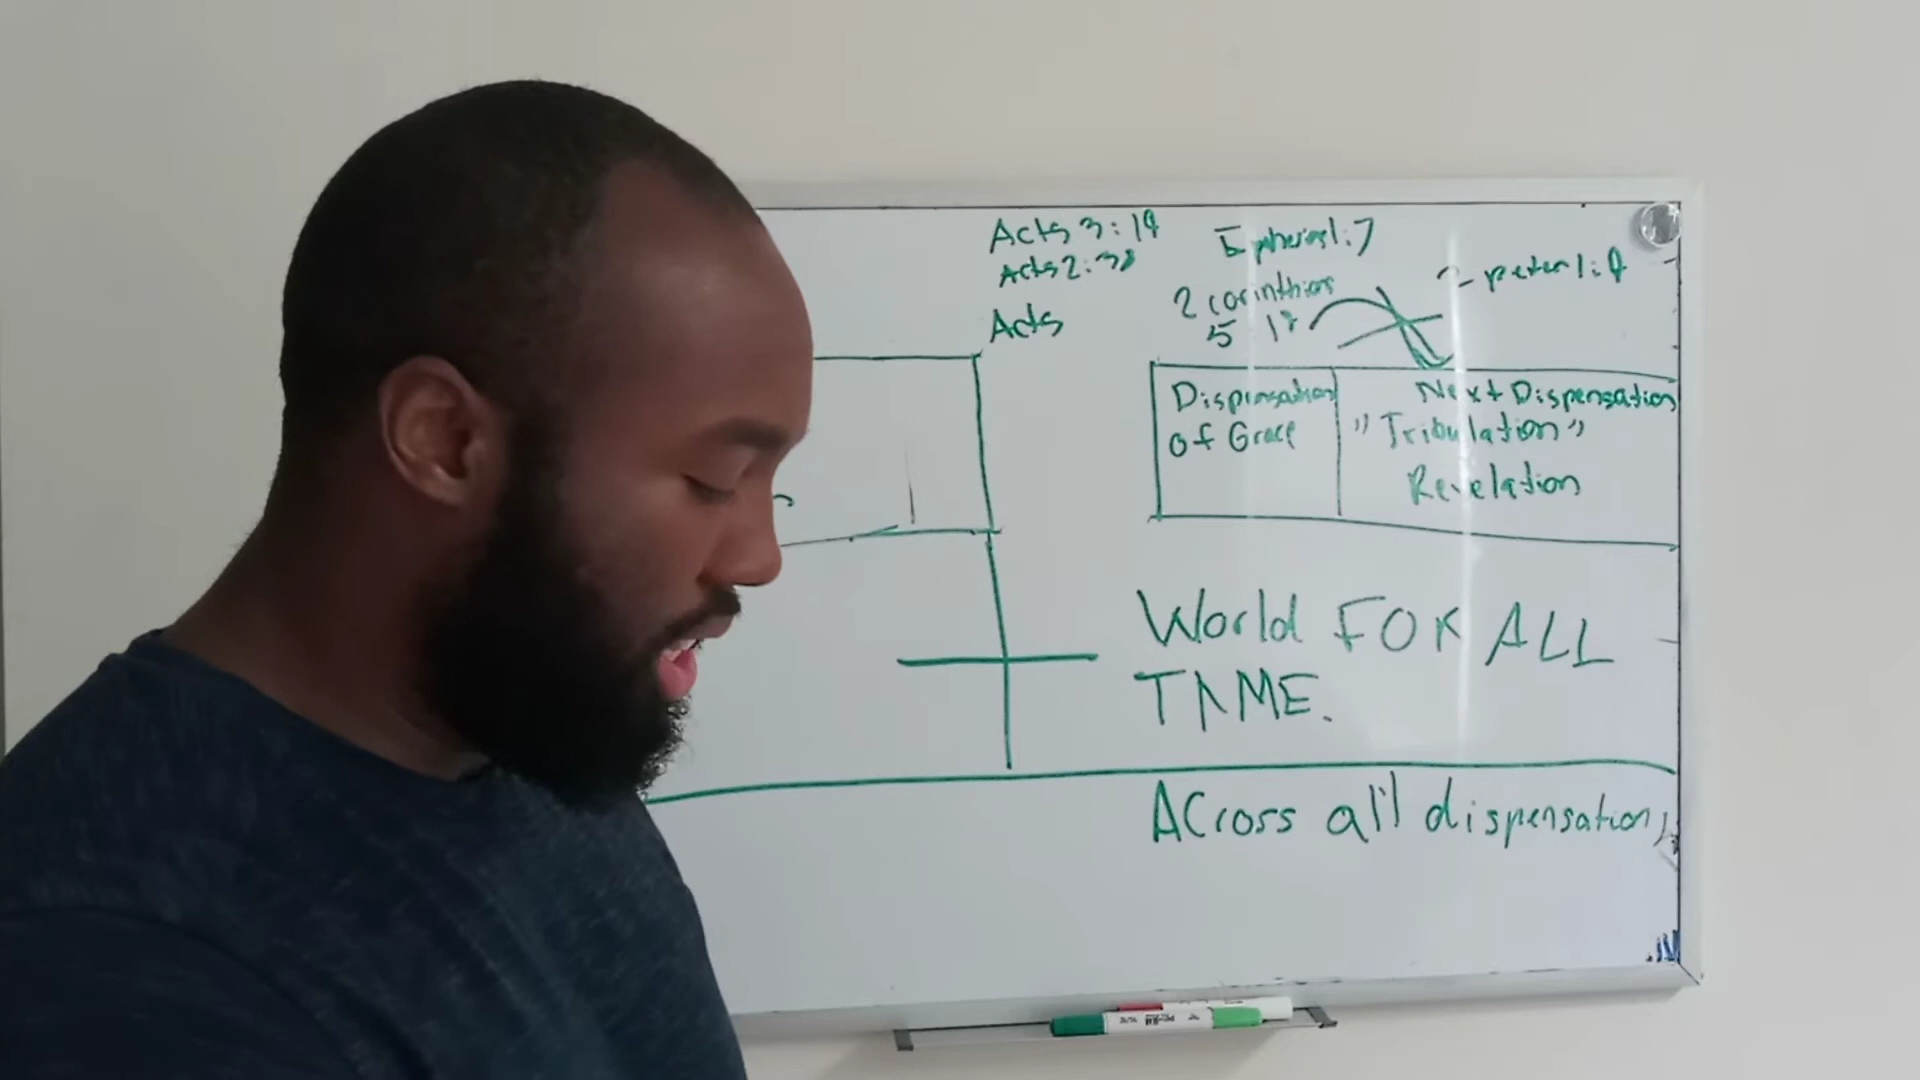 Acts 3:19
Acts 2:38
Acts
Ephesians 1:7
2 corinthians
5
2 peter 1:9
Dispensation
of Grace
Next Dispensation
"Tribulation"
Revelation
World FOR ALL
TIME.
ACross all dispensations